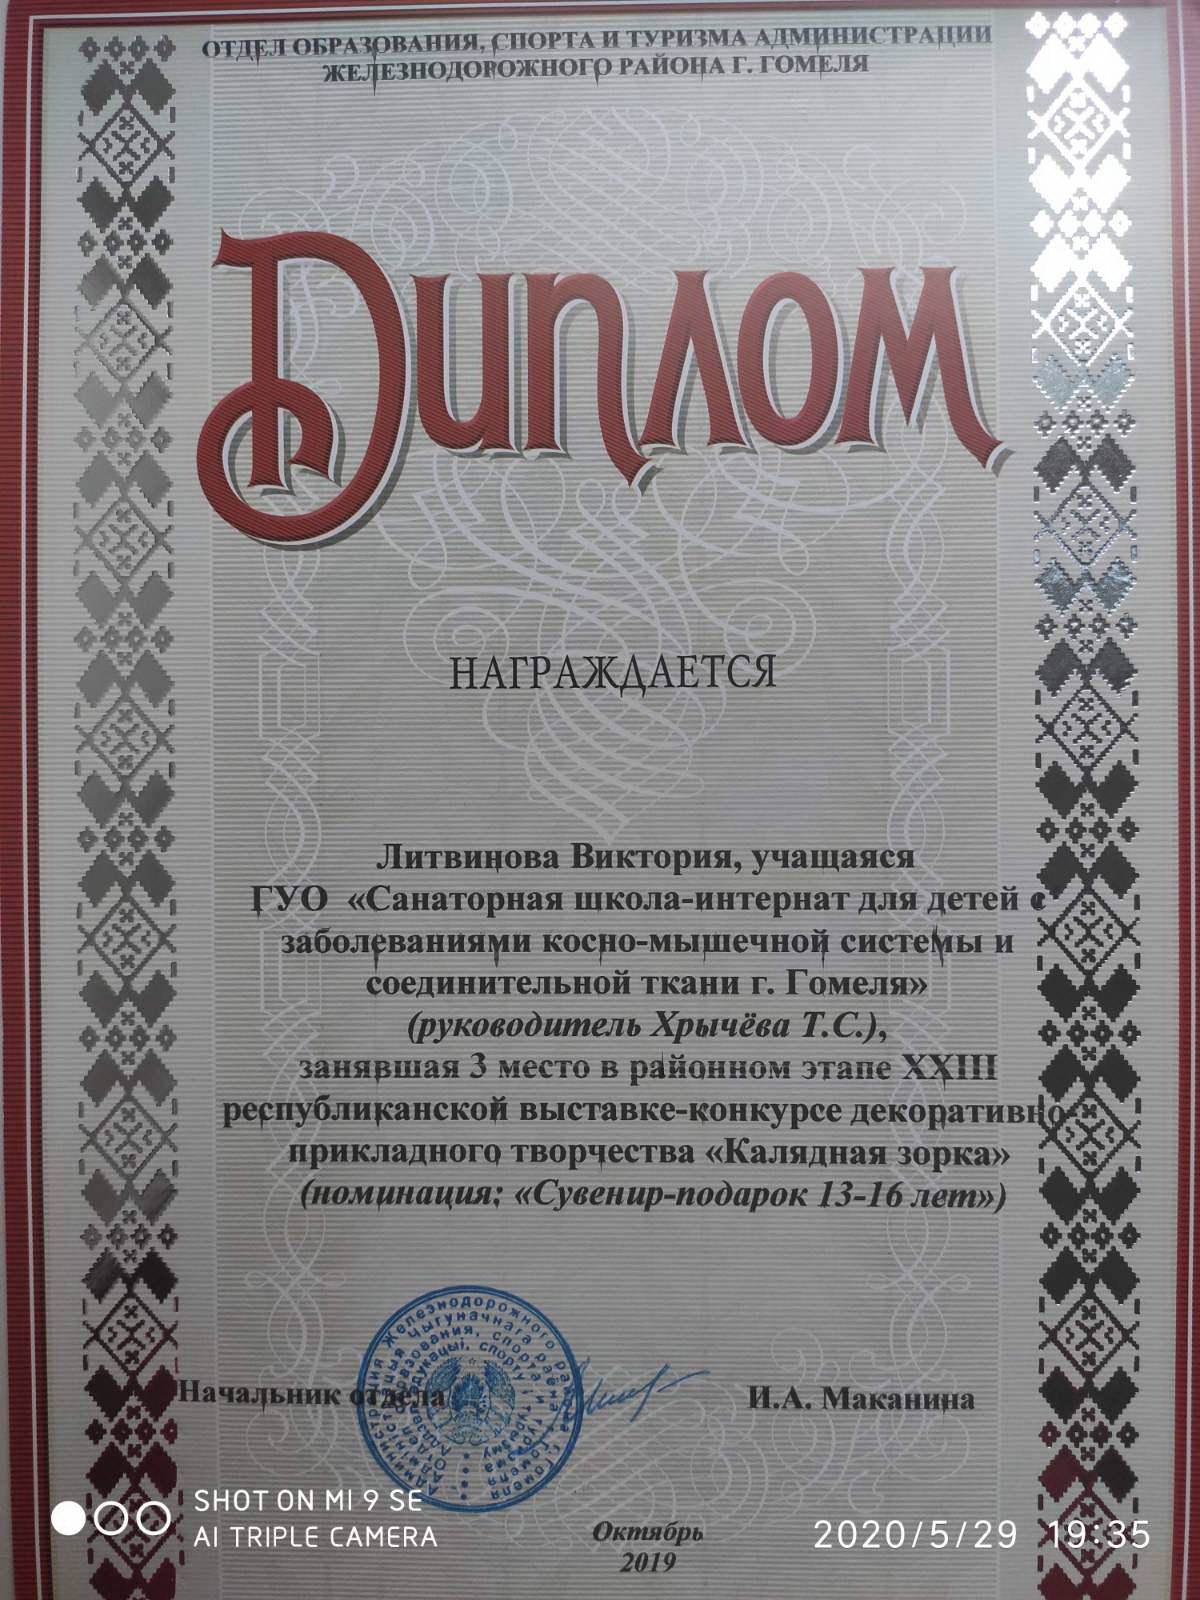 ОТДЕЛ ОБРАЗОВАНИЯ, СПОРТА И ТУРИЗМА АДМИНИСТРАЦИИ
ЖЕЛЕЗНОДОРОЖНОГО РАЙОНА Г. ГОМЕЛЯ
Диплом
НАГРАЖДАЕТСЯ
Литвинова Виктория, учащаяся
ГУО «Санаторная школа-интернат для детей с
заболеваниями косно-мышечной системы и
соединительной ткани г. Гомеля»
(руководитель Хрычёва Т.С.),
занявшая 3 место в районном этапе XXIII
республиканской выставке-конкурсе декоративно-
прикладного творчества «Калядная зорка»
(номинация: «Сувенир-подарок 13-16 лет»)
Начальник отдела И.А. Маканина
Октябрь
2019
SHOT ON MI 9 SE
AI TRIPLE CAMERA
2020/5/29 19:35